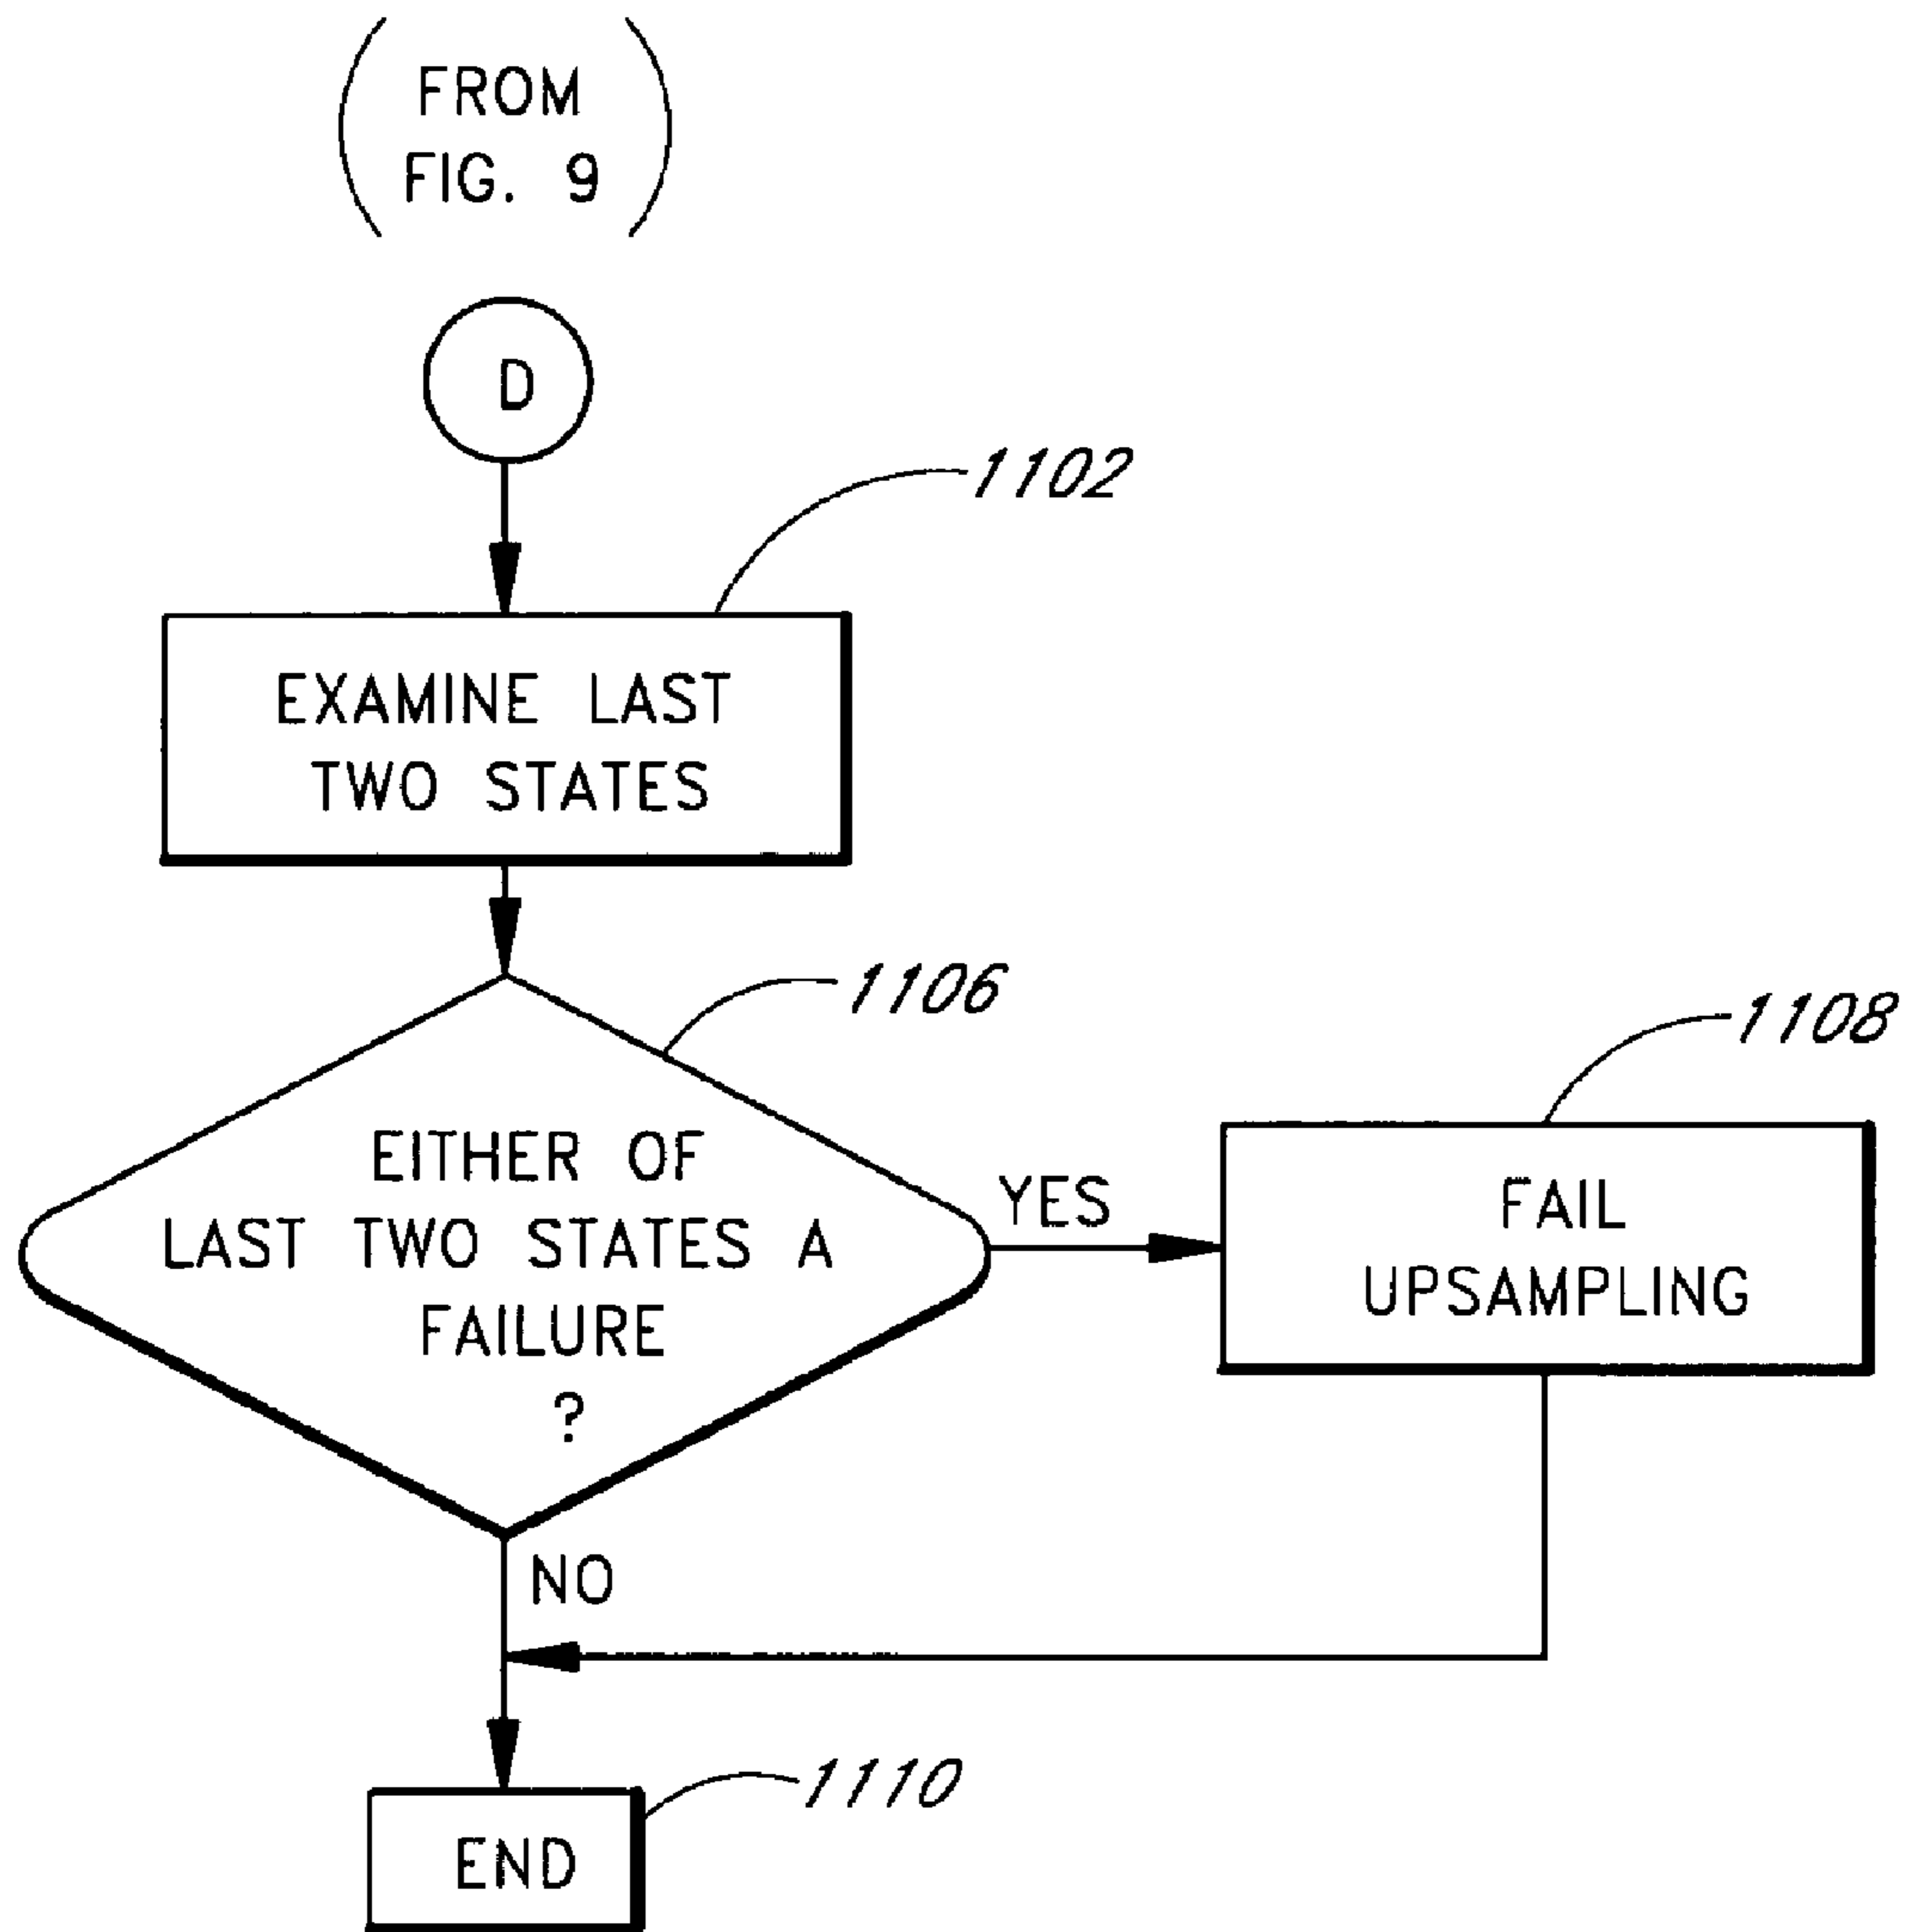 FROM
FIG. 9
D
1102
EXAMINE LAST
TWO STATES
1106
EITHER OF
LAST TWO STATES A
FAILURE
?
YES
1108
FAIL
UPSAMPLING
NO
1110
END